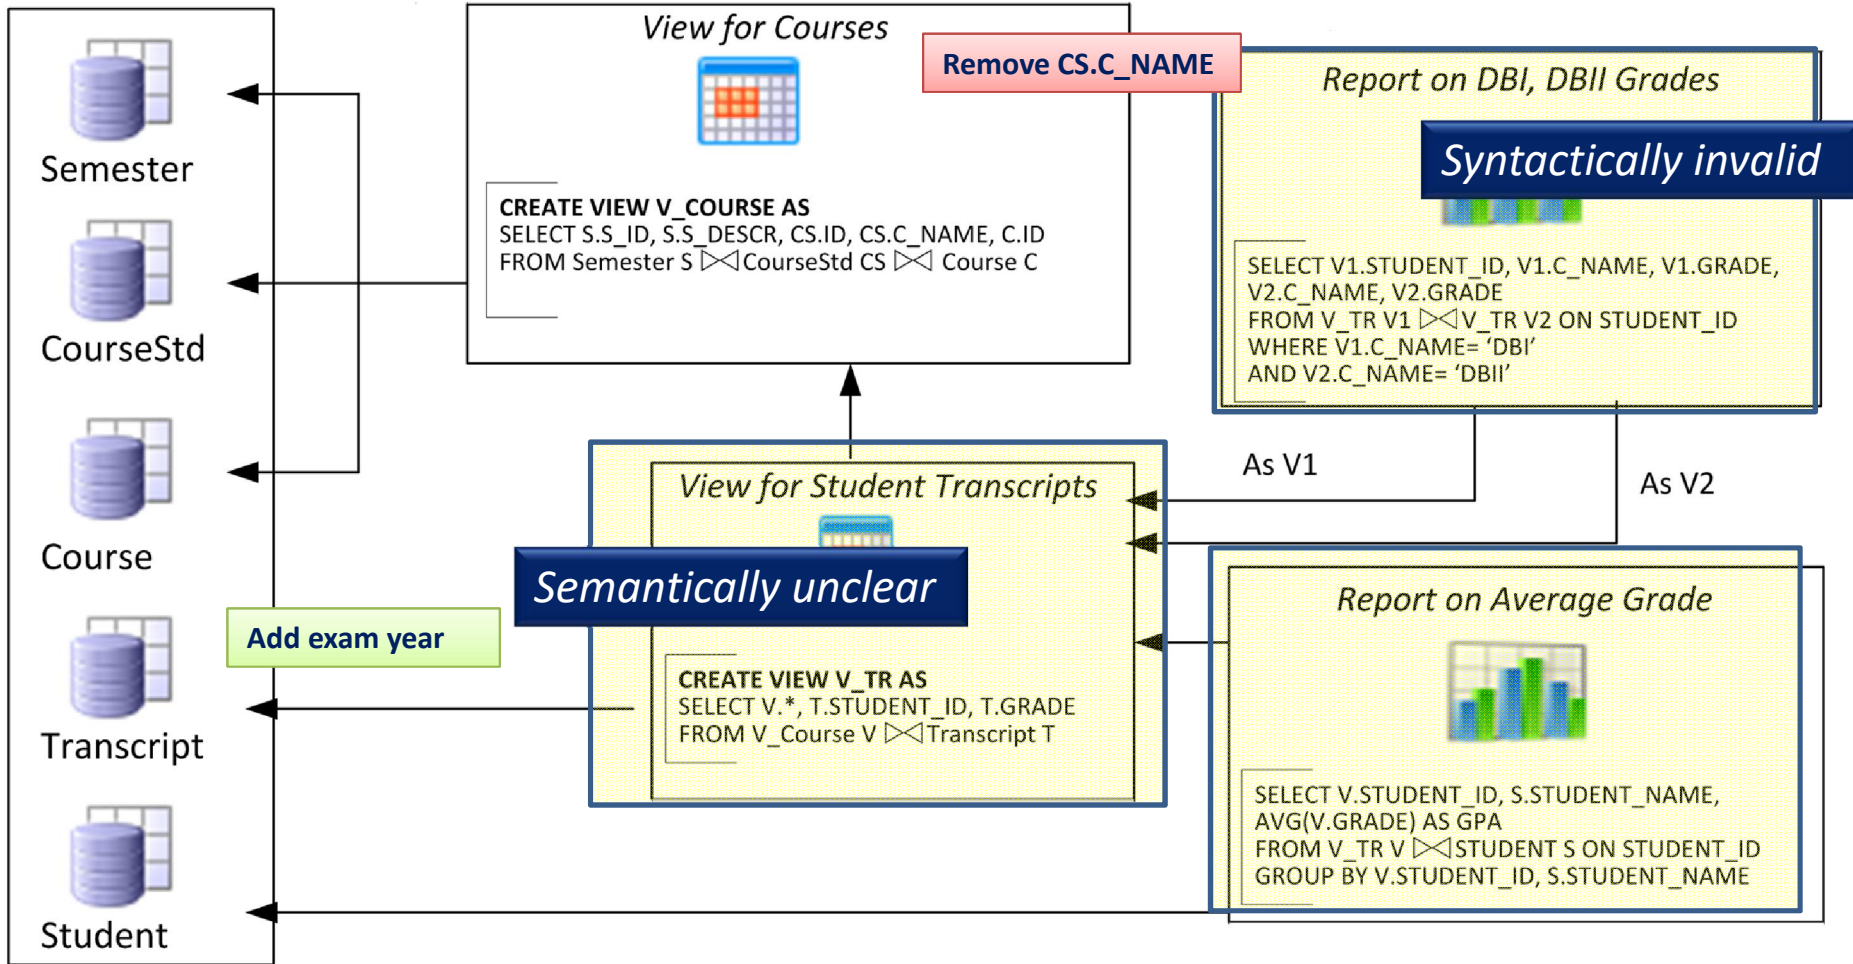 Semester
CourseStd
Course
Transcript
Student
View for Courses
CREATE VIEW V_COURSE AS
SELECT S.S_ID, S.S_DESCR, CS.ID, CS.C_NAME, C.ID
FROM Semester S ⋈ CourseStd CS ⋈ Course C
Remove CS.C_NAME
Report on DBI, DBII Grades
Syntactically invalid
SELECT V1.STUDENT_ID, V1.C_NAME, V1.GRADE,
V2.C_NAME, V2.GRADE
FROM V_TR V1 ⋈ V_TR V2 ON STUDENT_ID
WHERE V1.C_NAME= ‘DBI’
AND V2.C_NAME= ‘DBII’
As V1
As V2
View for Student Transcripts
Semantically unclear
Add exam year
CREATE VIEW V_TR AS
SELECT V.*, T.STUDENT_ID, T.GRADE
FROM V_Course V ⋈ Transcript T
Report on Average Grade
SELECT V.STUDENT_ID, S.STUDENT_NAME,
AVG(V.GRADE) AS GPA
FROM V_TR V ⋈ STUDENT S ON STUDENT_ID
GROUP BY V.STUDENT_ID, S.STUDENT_NAME